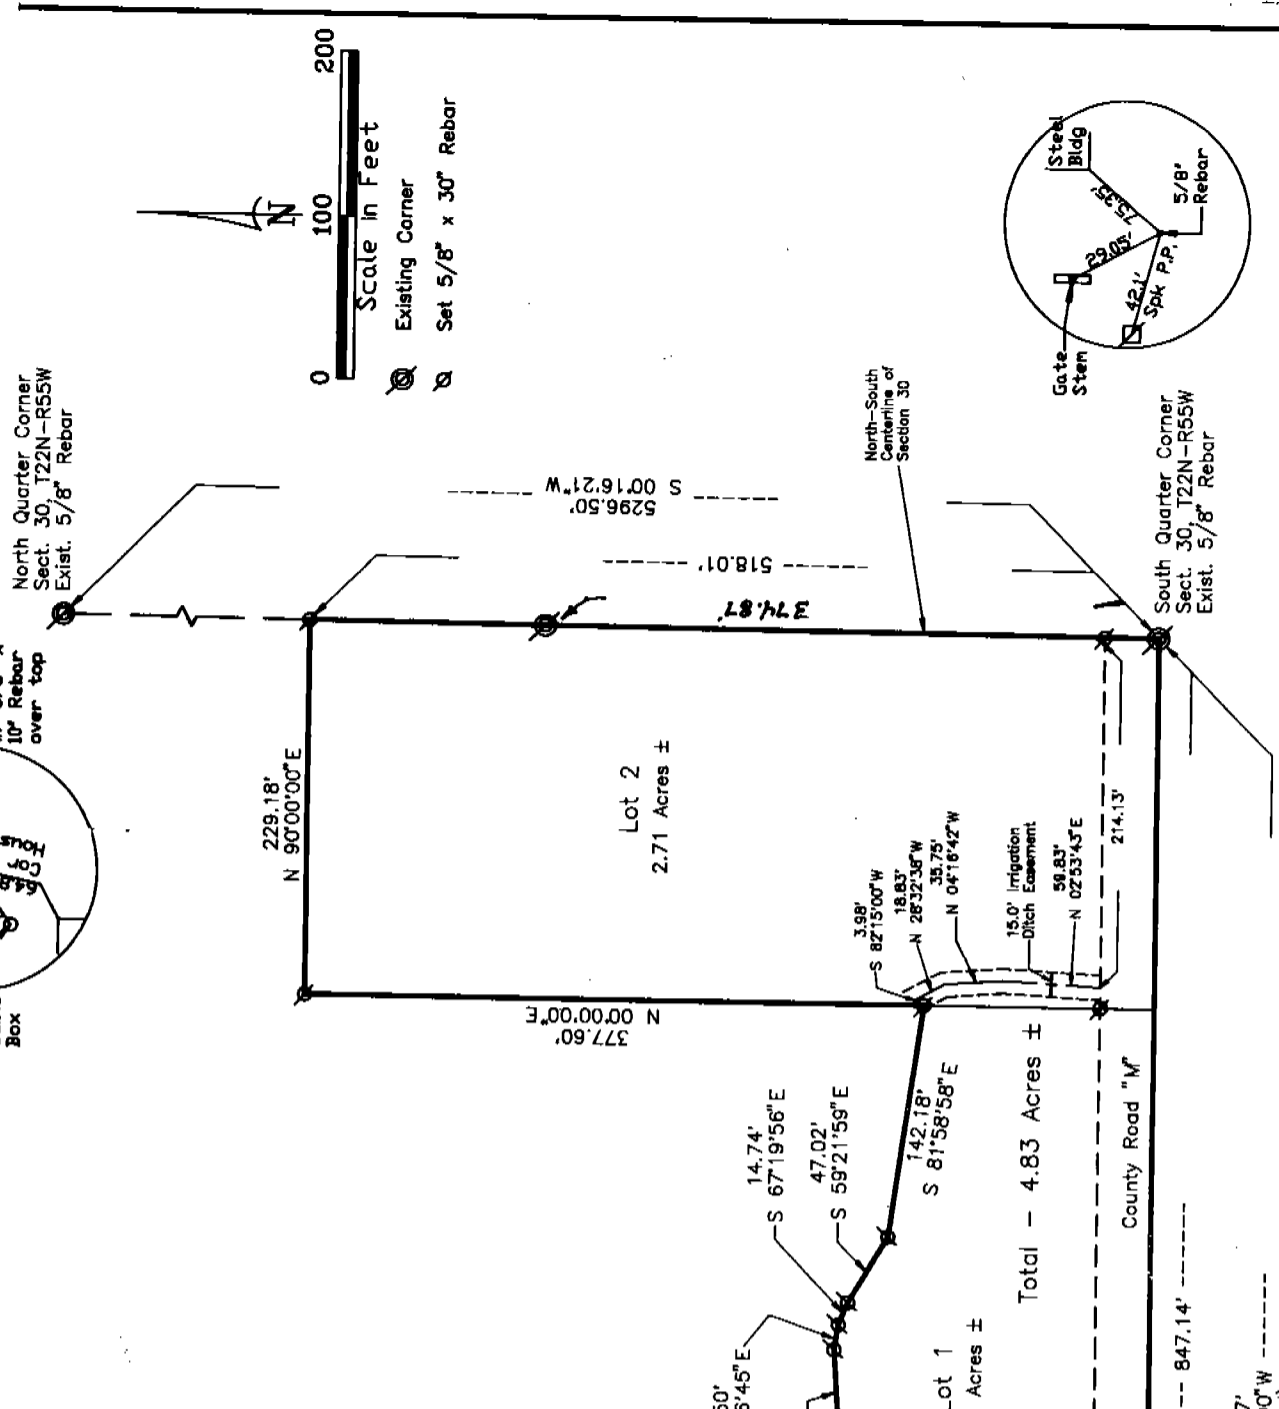 North Quarter Corner
Sect. 30, T22N-R55W
Exist. 5/8" Rebar
10" Rebar
over top
Box
0 100 200
Scale in Feet
N
Existing Corner
Set 5/8" x 30" Rebar
229.18'
N 90°00'00"E
S 00°16'21"W
5296.50'
518.01'
374.87'
North-South
Centerline of
Section 30
Steel
Bldg
75.35'
29.05'
42.1'
Spk P.P.
5/8"
Rebar
Gate
Stem
South Quarter Corner
Sect. 30, T22N-R55W
Exist. 5/8" Rebar
Lot 2
2.71 Acres ±
N 00°00'00"E
377.60'
3.98'
S 82°15'00"W
18.83'
N 26°32'38"W
35.75'
N 04°16'42"W
15.0' Irrigation
Ditch Easement
59.83'
N 02°53'43"E
214.13'
14.74'
S 67°19'56"E
47.02'
S 59°21'59"E
142.18'
S 81°58'58"E
Total - 4.83 Acres ±
County Road "M"
Acres ±
847.14'